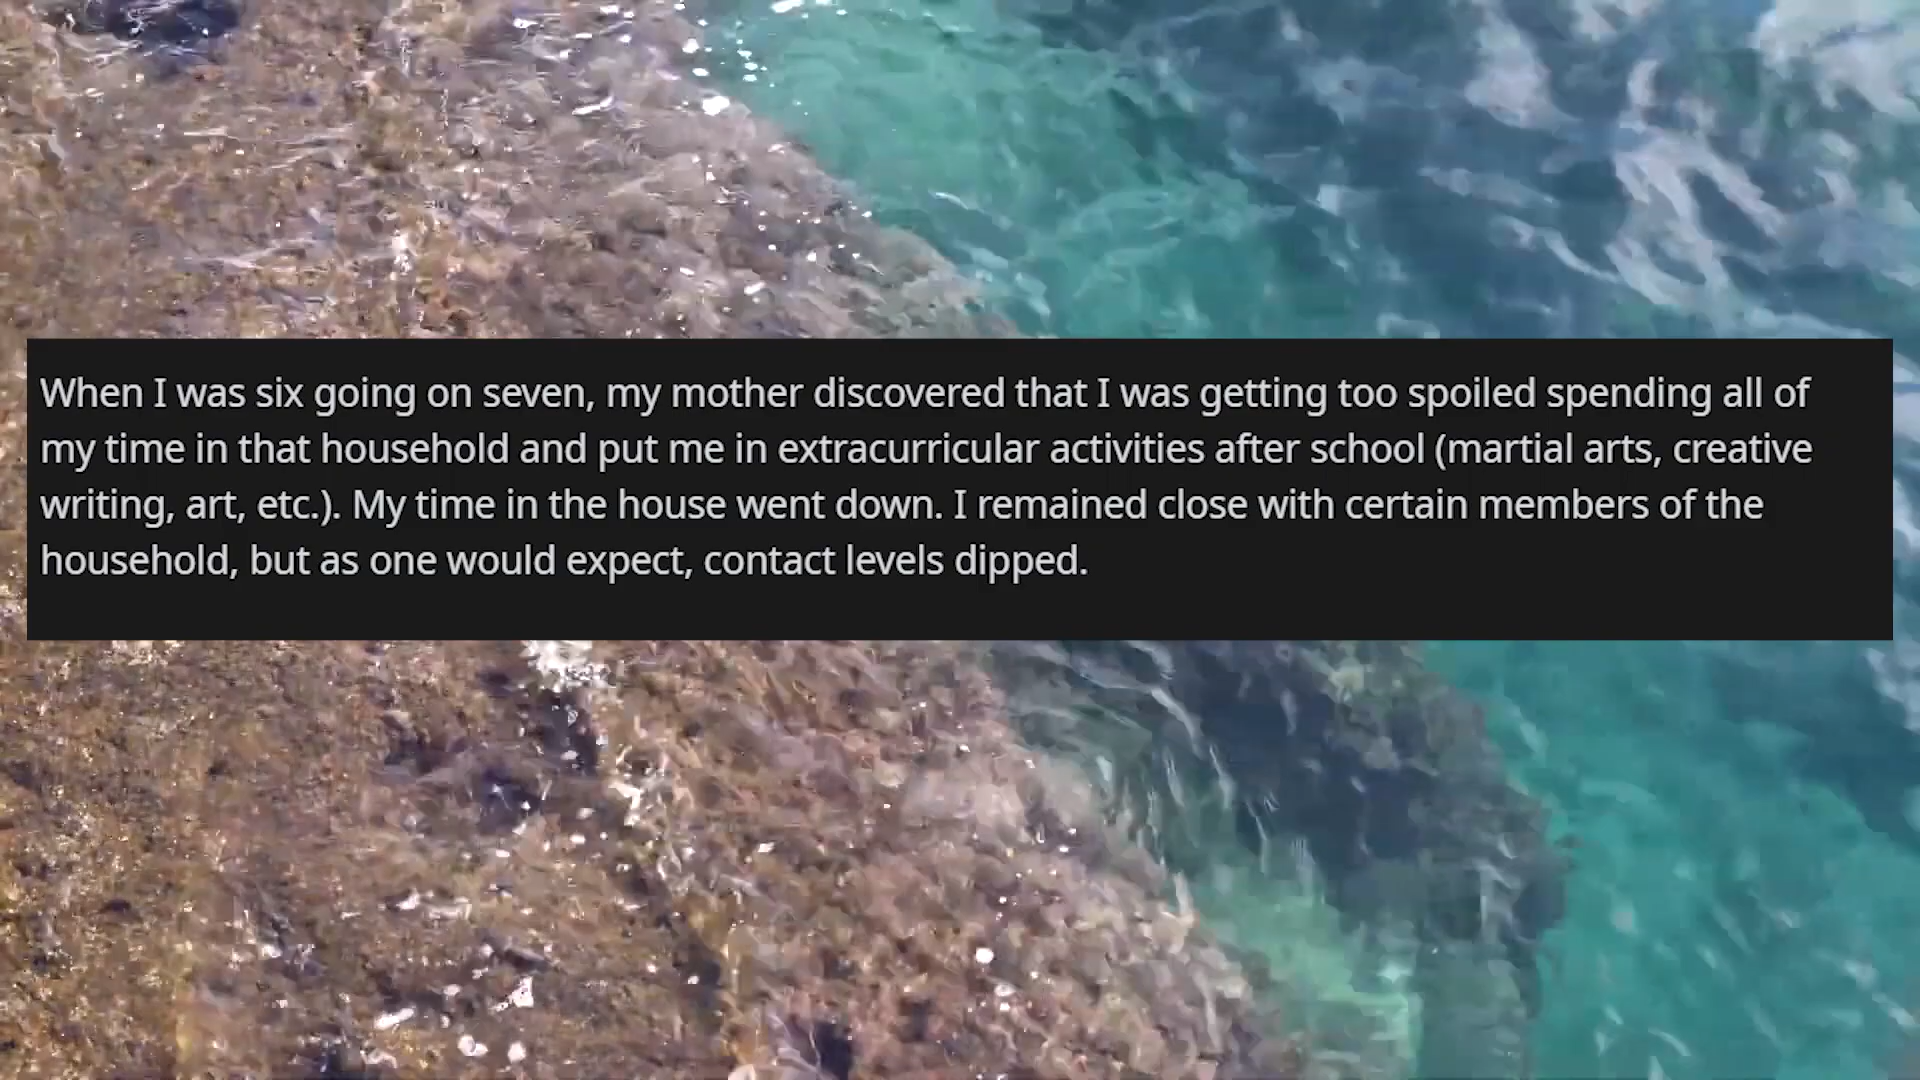 When I was six going on seven, my mother discovered that I was getting too spoiled spending all of
my time in that household and put me in extracurricular activities after school (martial arts, creative
writing, art, etc.). My time in the house went down. I remained close with certain members of the
household, but as one would expect, contact levels dipped.